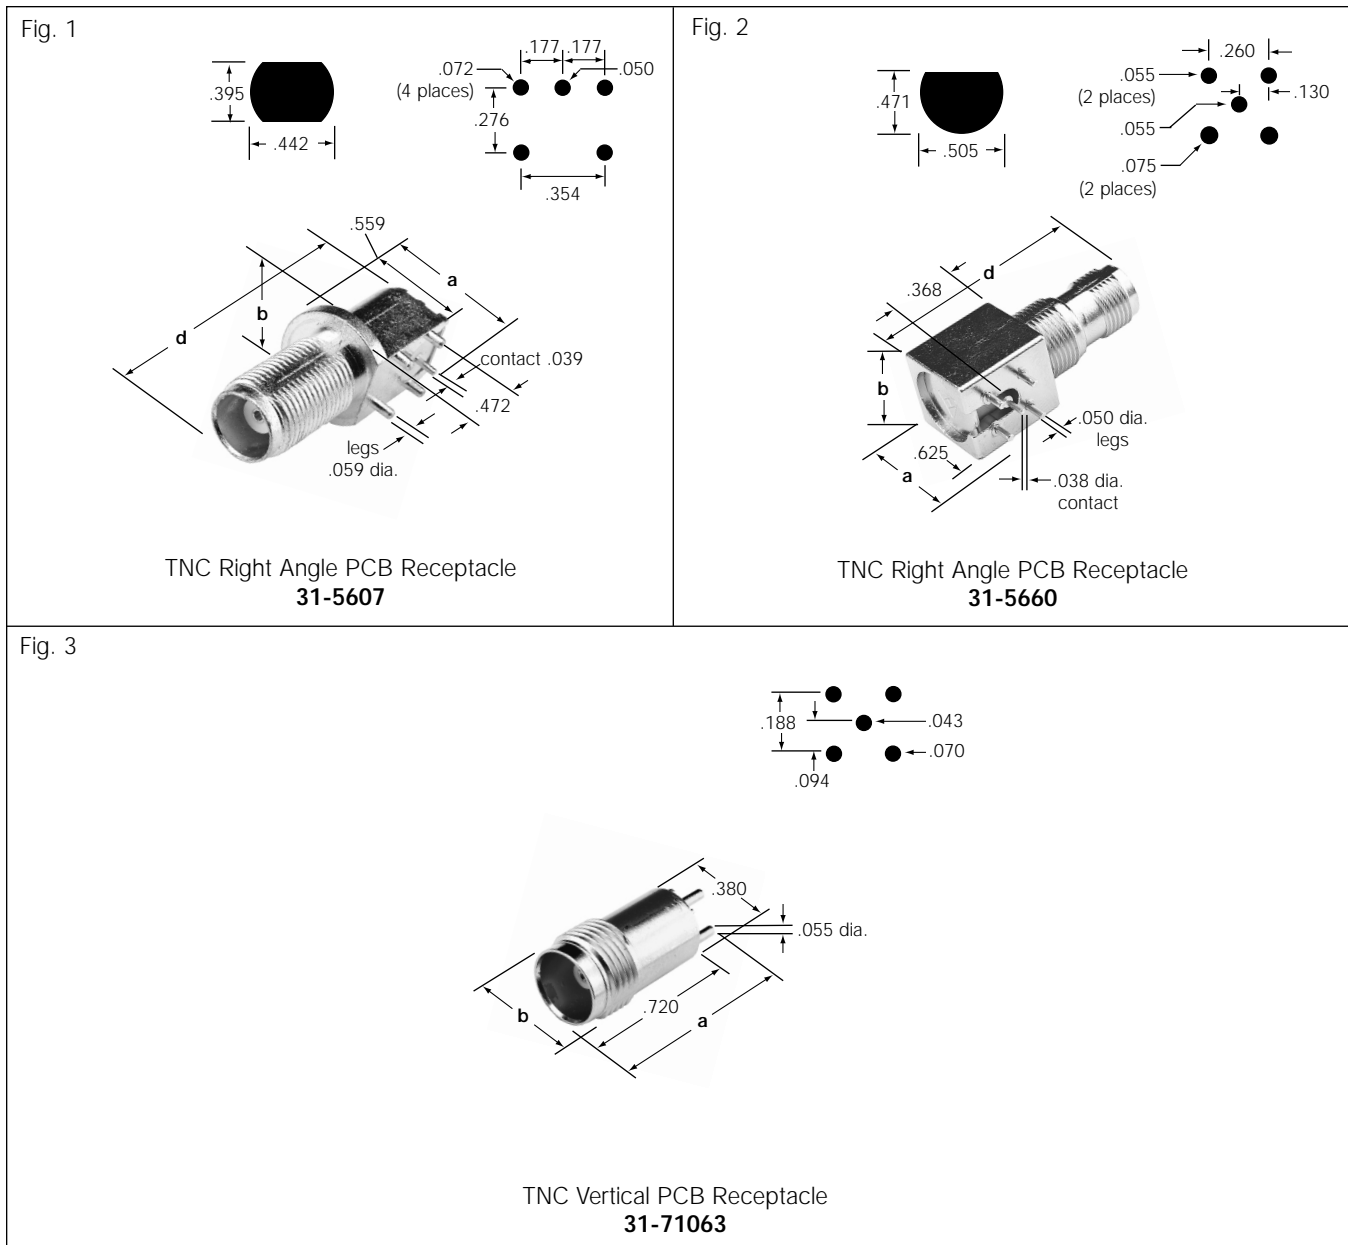 Fig. 1
.395
.442
.177 .177
.072
(4 places)
.050
.276
.354
.559
a
b
d
contact .039
.472
legs
.059 dia.
TNC Right Angle PCB Receptacle
31-5607
Fig. 2
.471
.505
.260
.055
(2 places)
.130
.055
.075
(2 places)
d
.368
b
.050 dia.
legs
.625
a
.038 dia.
contact
TNC Right Angle PCB Receptacle
31-5660
Fig. 3
.188
.043
.070
.094
.380
.055 dia.
.720
b
a
TNC Vertical PCB Receptacle
31-71063